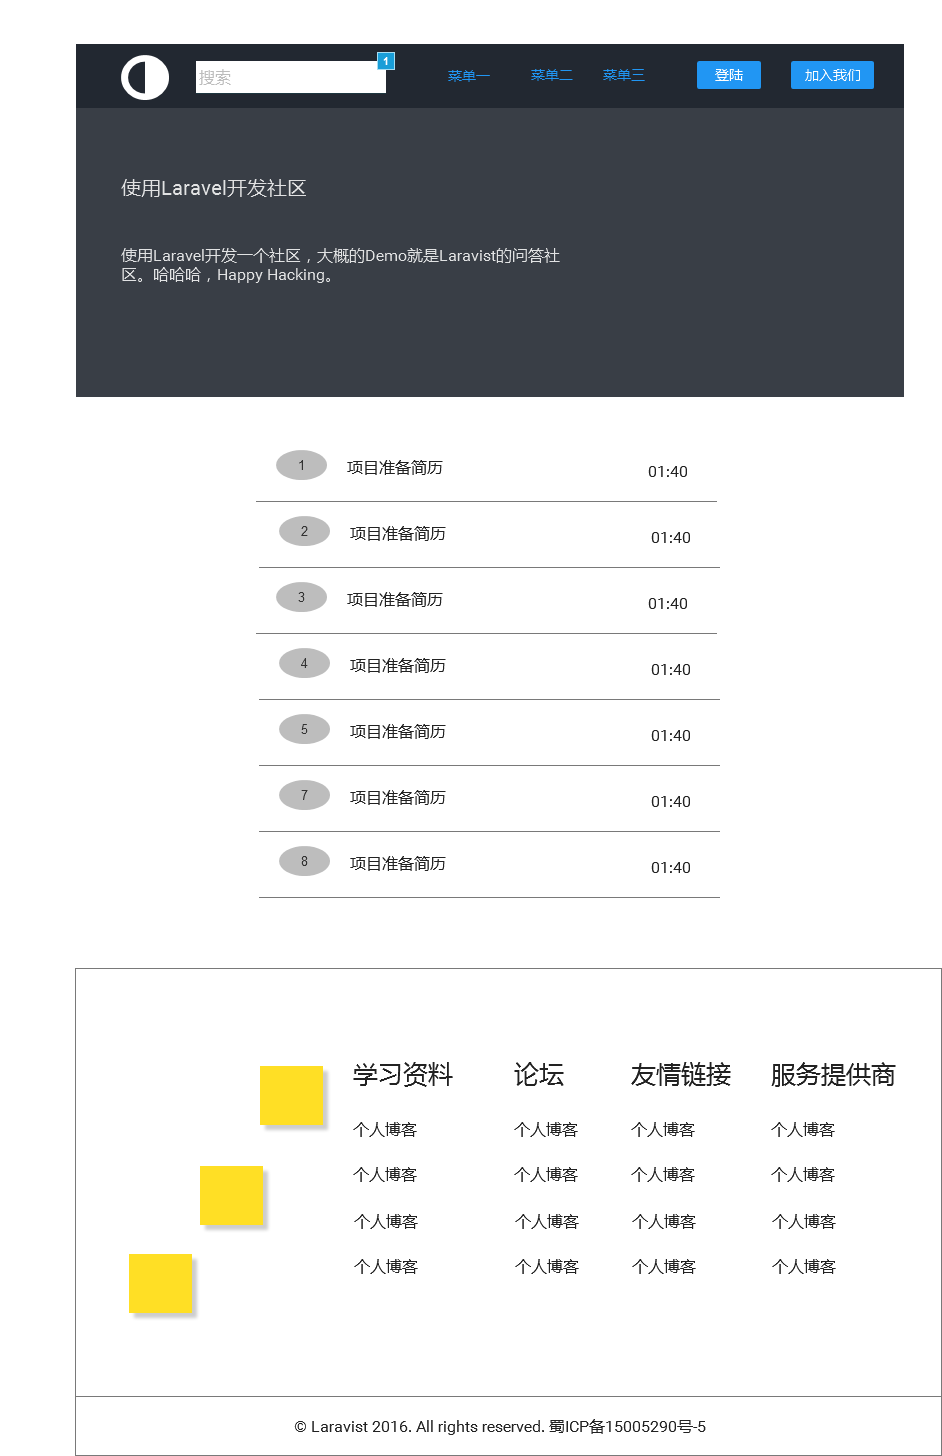 搜索
1
菜单一 菜单二 菜单三 登陆 加入我们
使用Laravel开发社区
使用Laravel开发一个社区，大概的Demo就是Laravist的问答社
区。哈哈哈，Happy Hacking。
1 项目准备简历 01:40
2 项目准备简历 01:40
3 项目准备简历 01:40
4 项目准备简历 01:40
5 项目准备简历 01:40
7 项目准备简历 01:40
8 项目准备简历 01:40
学习资料 论坛 友情链接 服务提供商
个人博客 个人博客 个人博客 个人博客
个人博客 个人博客 个人博客 个人博客
个人博客 个人博客 个人博客 个人博客
个人博客 个人博客 个人博客 个人博客
© Laravist 2016. All rights reserved. 蜀ICP备15005290号-5